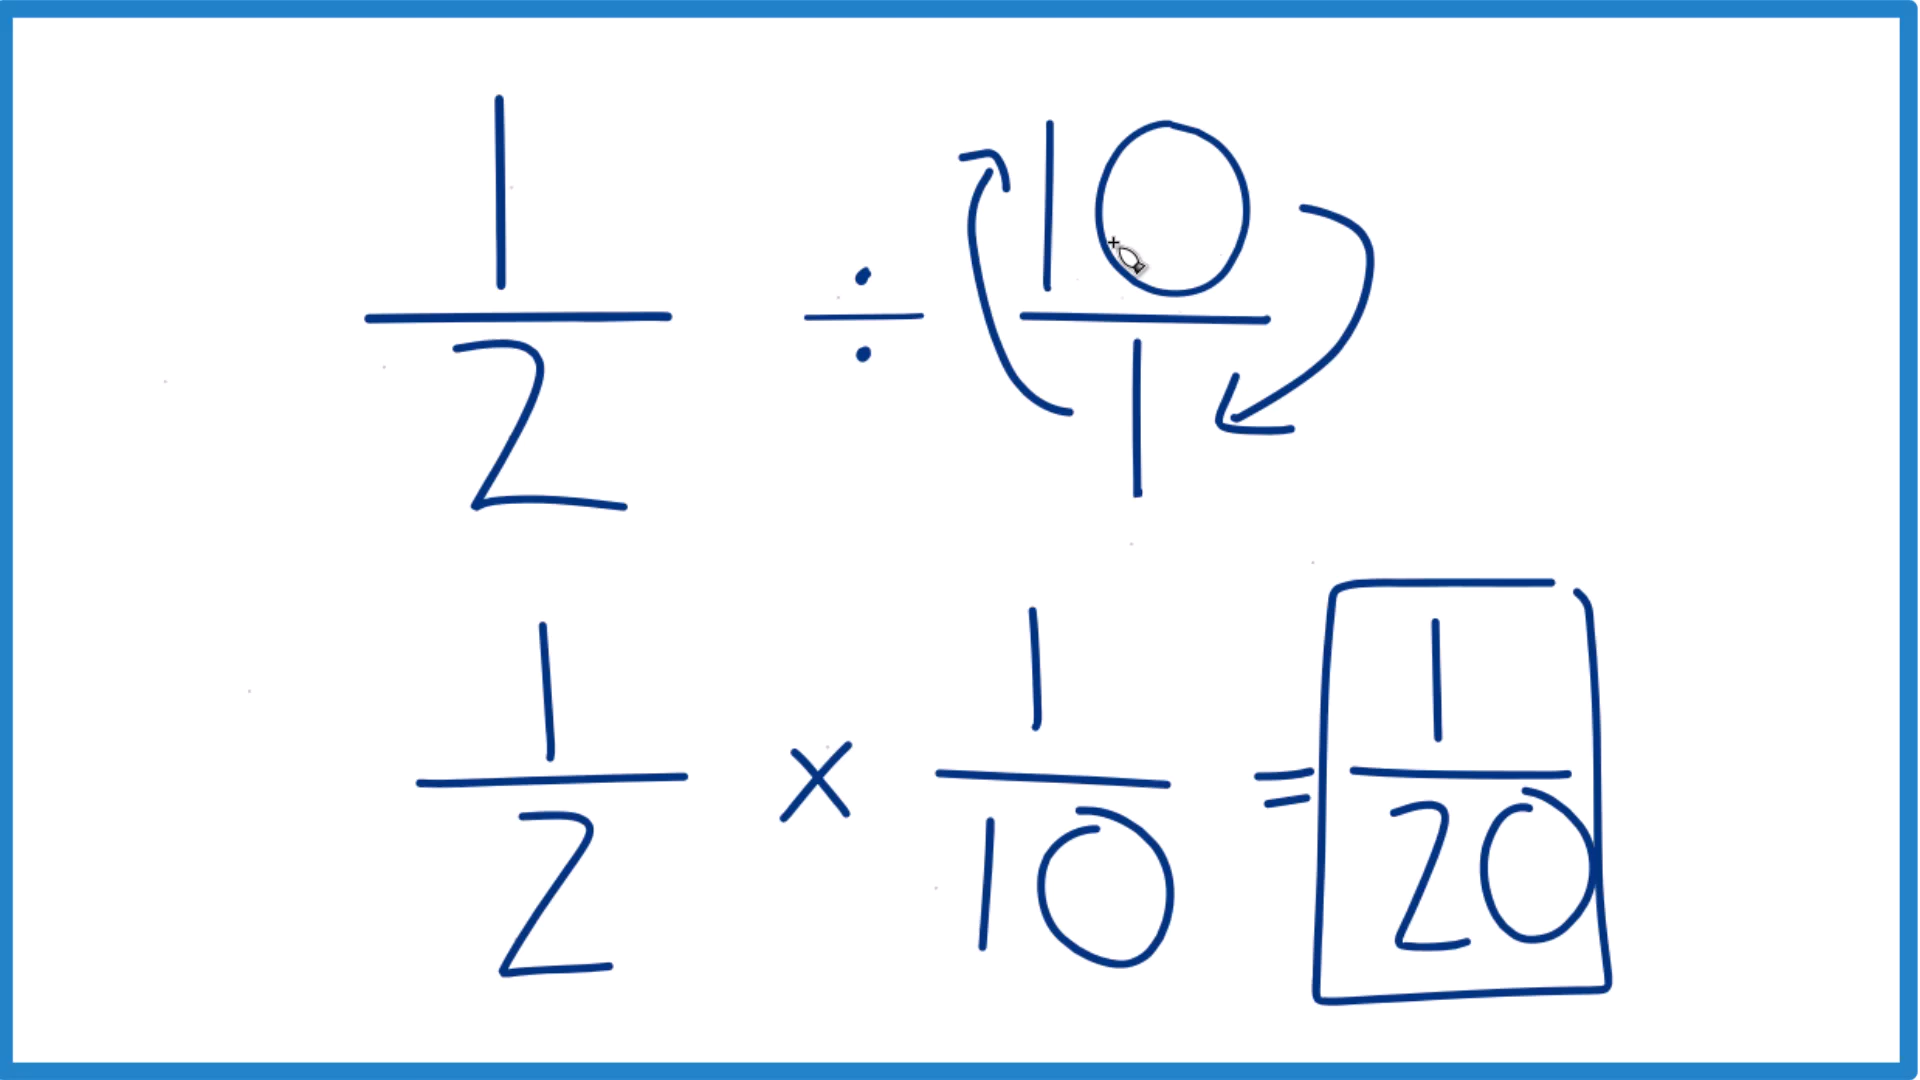 1/2 ÷ 10/1
1/2 × 1/10 = 1/20